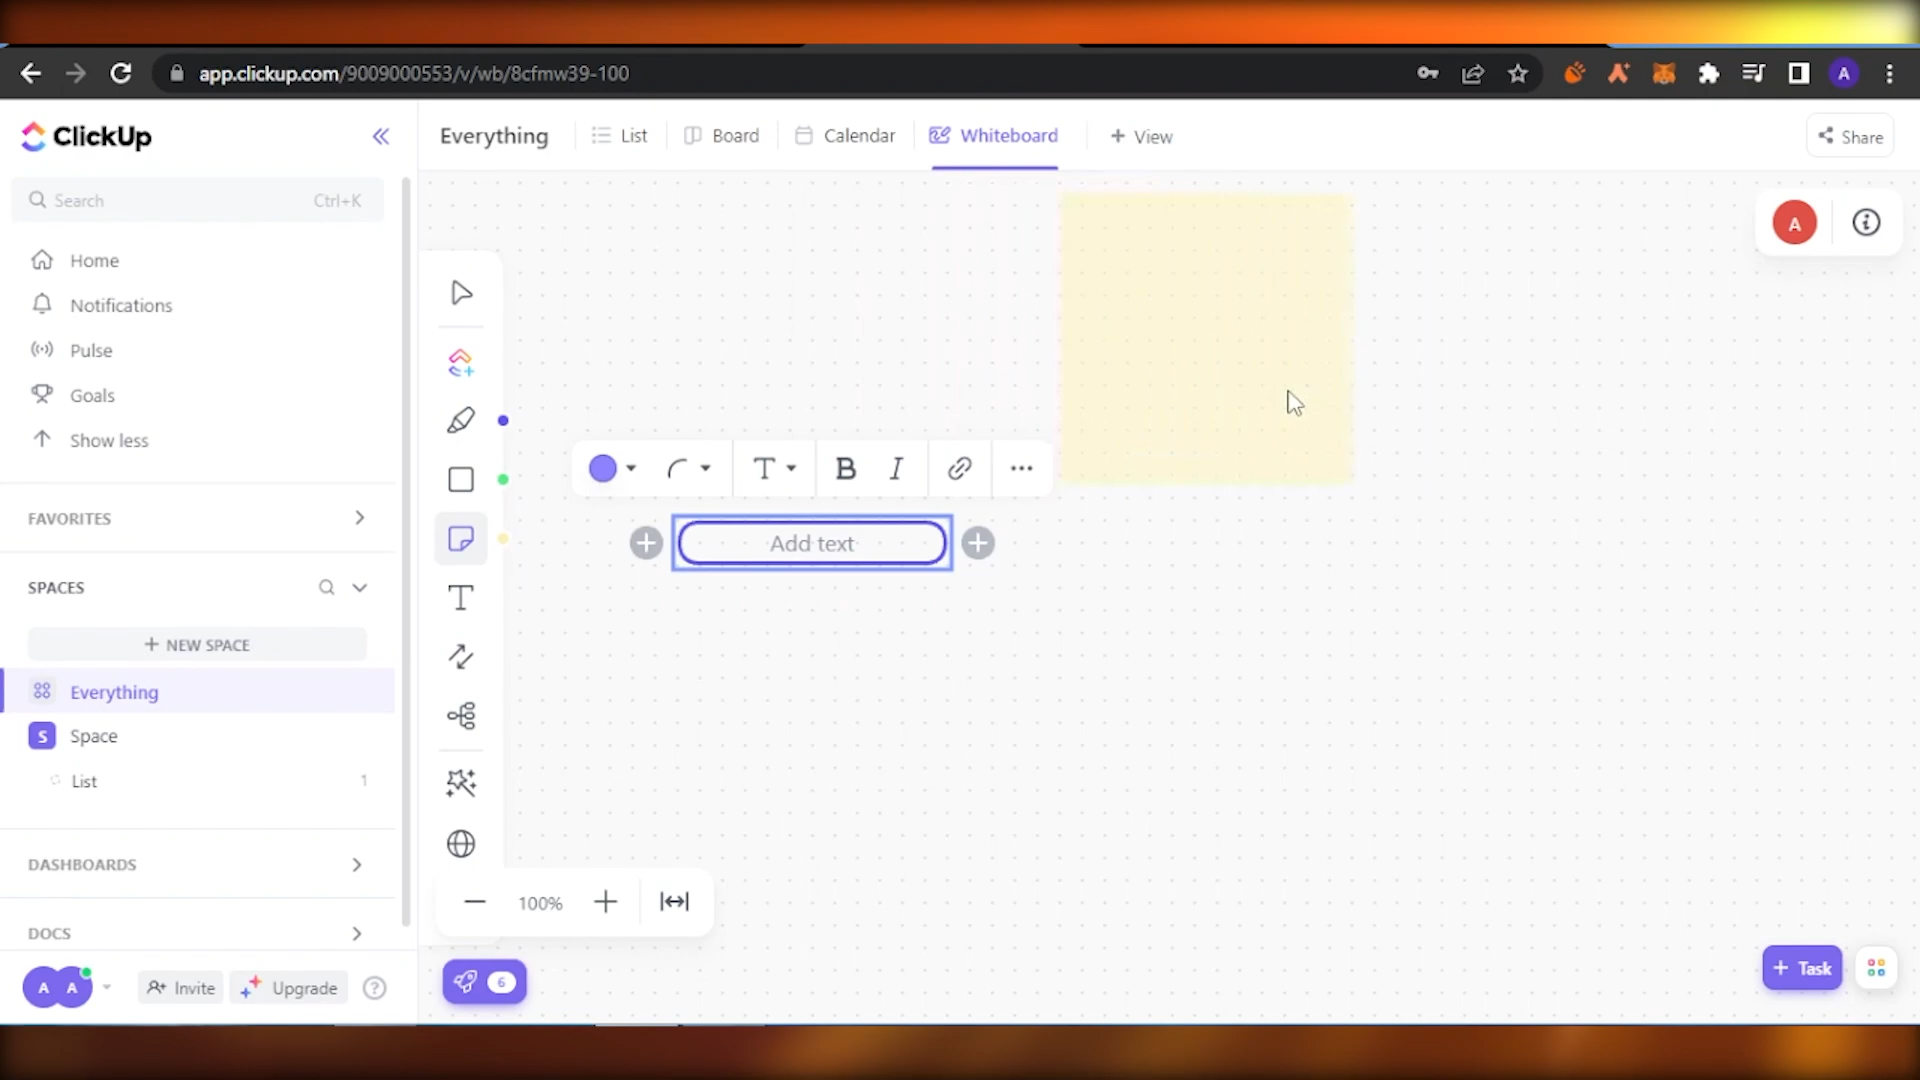 app.clickup.com/9009000553/v/wb/8cfmw39-100
A
ClickUp
Everything
List
Board
Calendar
Whiteboard
+ View
Share
Search
Ctrl+K
A
Home
Notifications
Pulse
Goals
Show less
T
B
I
FAVORITES
Add text
SPACES
T
+ NEW SPACE
Everything
S
Space
List
1
DASHBOARDS
100%
DOCS
A
A
Invite
Upgrade
?
6
+ Task